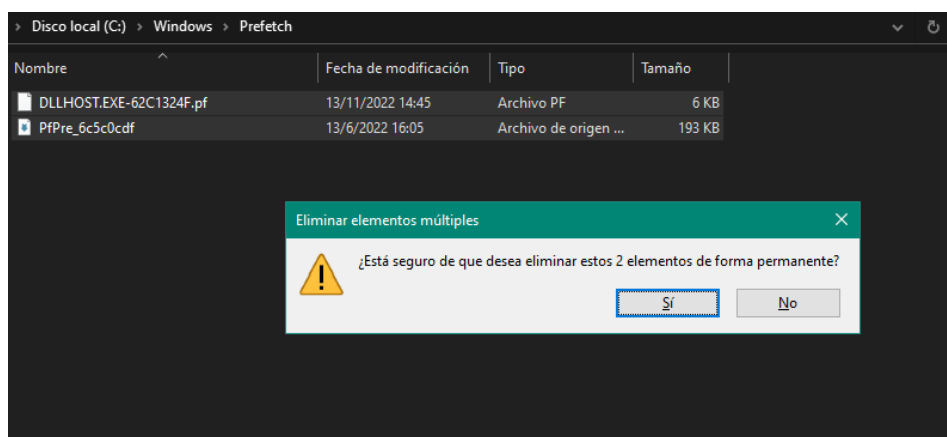 > Disco local (C:) > Windows > Prefetch
Nombre Fecha de modificación Tipo Tamaño
DLLHOST.EXE-62C1324F.pf 13/11/2022 14:45 Archivo PF 6 KB
PfPre_6c5c0cdf 13/6/2022 16:05 Archivo de origen ... 193 KB
Eliminar elementos múltiples
¿Está seguro de que desea eliminar estos 2 elementos de forma permanente?
Sí No